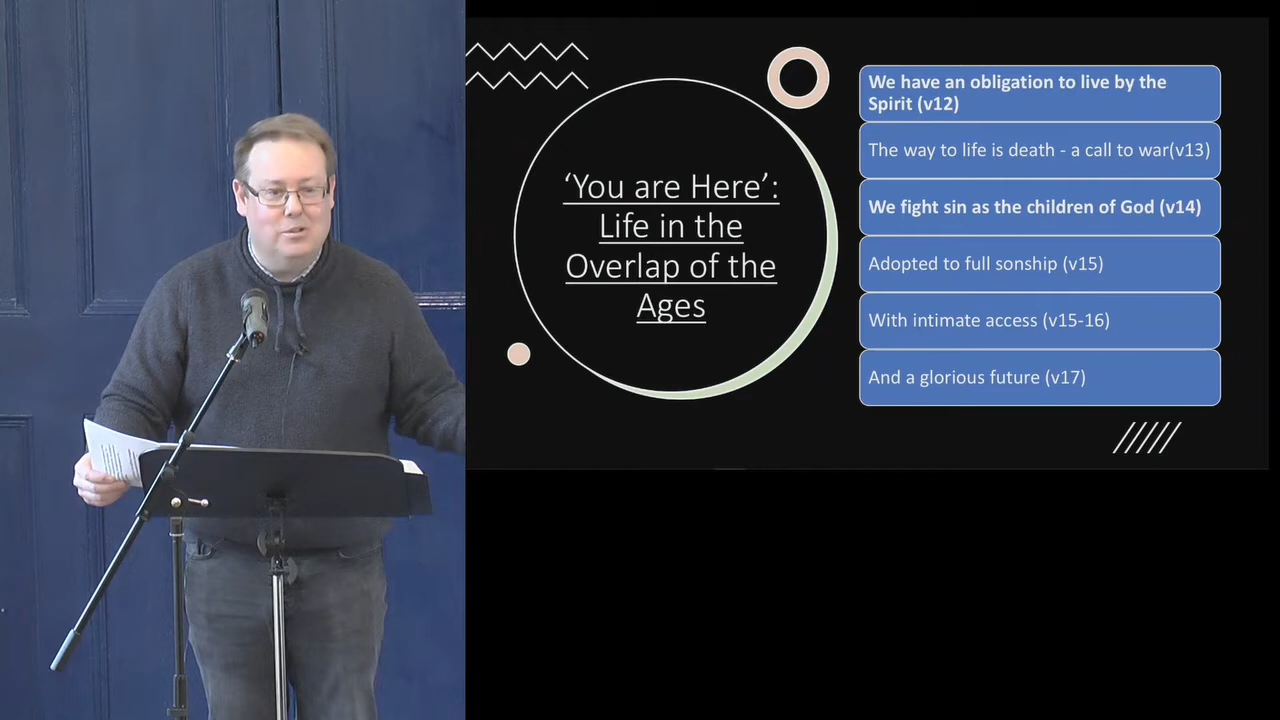 ‘You are Here’:
Life in the
Overlap of the
Ages
We have an obligation to live by the
Spirit (v12)
The way to life is death - a call to war(v13)
We fight sin as the children of God (v14)
Adopted to full sonship (v15)
With intimate access (v15-16)
And a glorious future (v17)